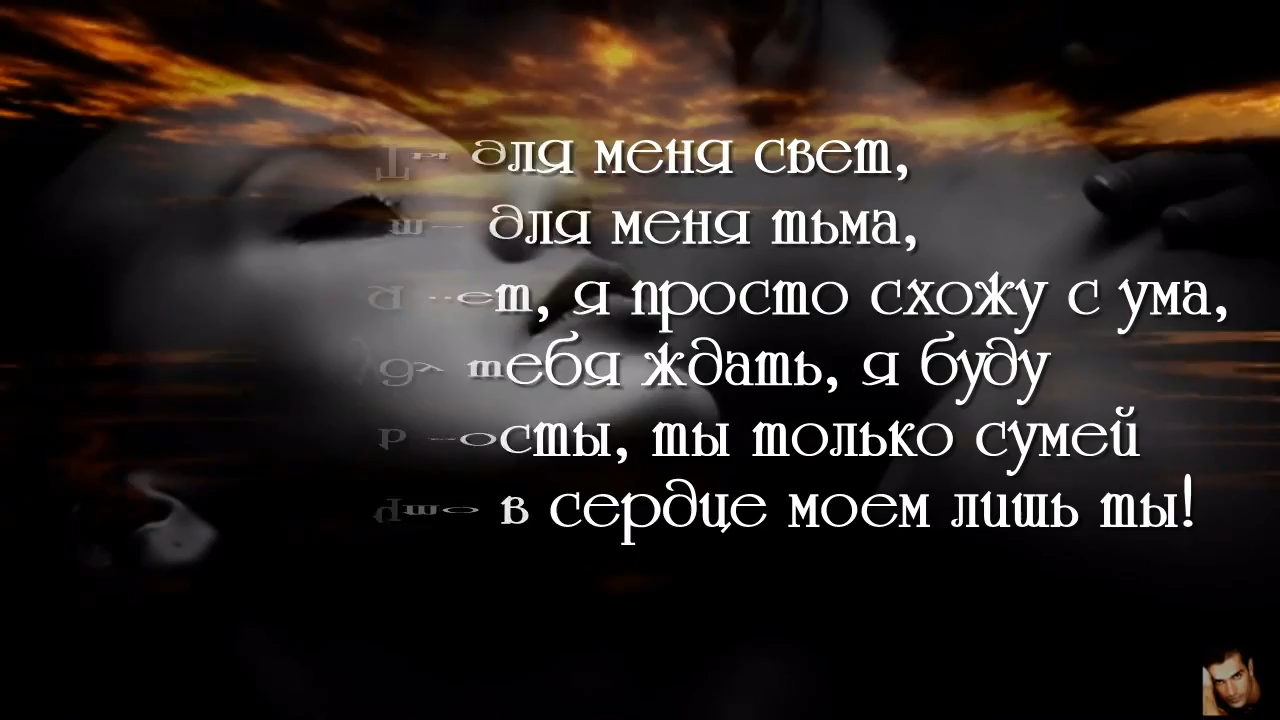 Ты для меня свет,
для меня тьма,
я просто схожу с ума,
тебя ждать, я буду
ты только сумей
в сердце моем лишь ты!